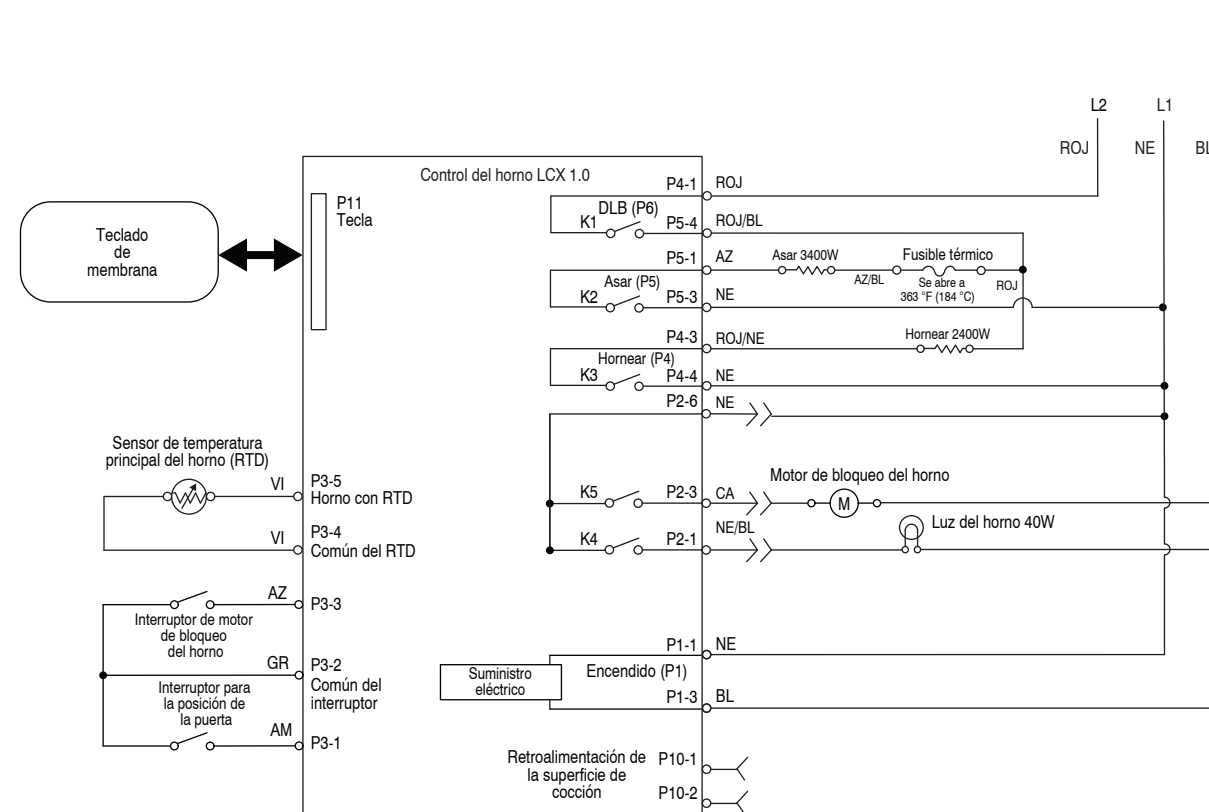 L2
L1
ROJ
NE
BL
Control del horno LCX 1.0
P4-1
ROJ
P11
Tecla
DLB (P6)
K1
P5-4
ROJ/BL
Teclado
de
membrana
P5-1
AZ
Asar 3400W
Fusible térmico
AZ/BL
Se abre a
363 °F (184 °C)
ROJ
Asar (P5)
K2
P5-3
NE
P4-3
ROJ/NE
Hornear 2400W
Hornear (P4)
K3
P4-4
NE
P2-6
NE
Sensor de temperatura
principal del horno (RTD)
VI
P3-5
Horno con RTD
Motor de bloqueo del horno
K5
P2-3
CA
M
VI
P3-4
Común del RTD
K4
P2-1
NE/BL
Luz del horno 40W
AZ
P3-3
Interruptor de motor
de bloqueo
del horno
GR
P3-2
Común del
interruptor
P1-1
NE
Suministro
eléctrico
Encendido (P1)
P1-3
BL
Interruptor para
la posición de
la puerta
AM
P3-1
Retroalimentación de
la superficie de
cocción
P10-1
P10-2